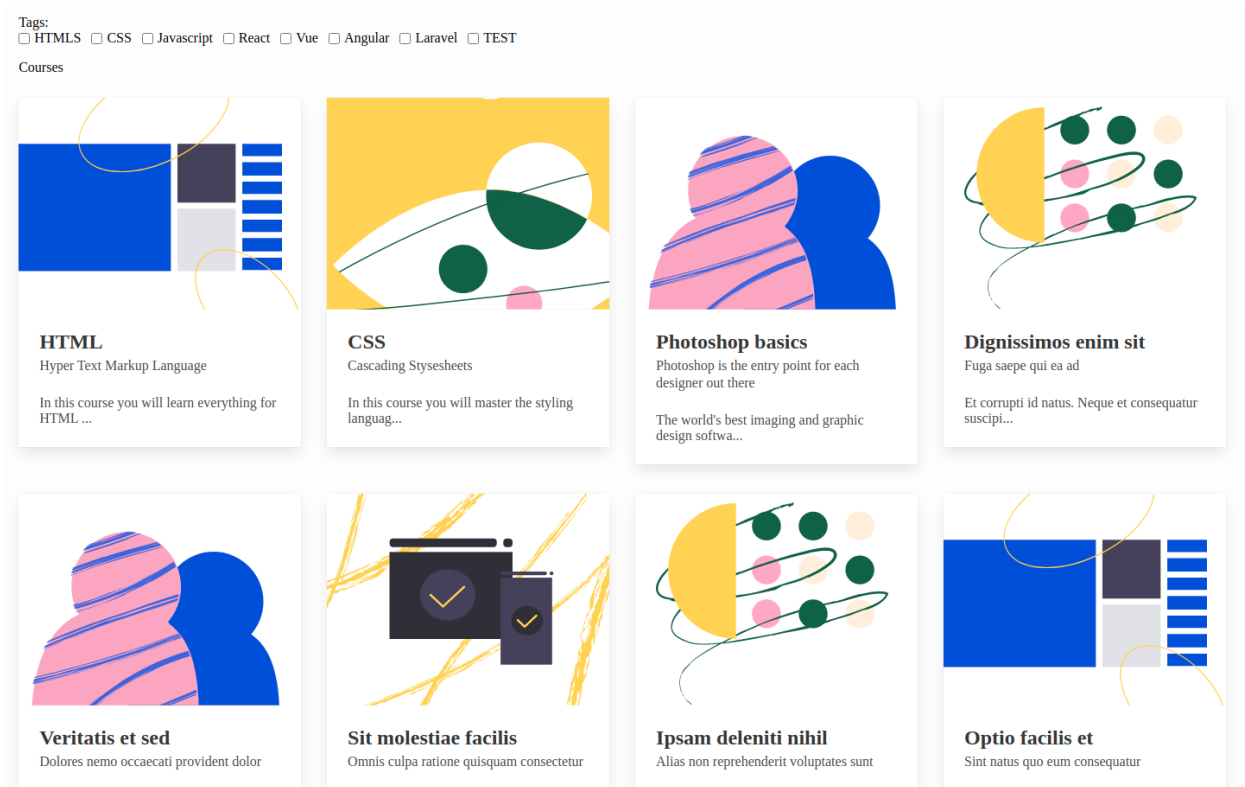 Tags:
HTMLS CSS Javascript React Vue Angular Laravel TEST
Courses
HTML
Hyper Text Markup Language
In this course you will learn everything for
HTML ...
CSS
Cascading Stysesheets
In this course you will master the styling
languag...
Photoshop basics
Photoshop is the entry point for each
designer out there
The world's best imaging and graphic
design softwa...
Dignissimos enim sit
Fuga saepe qui ea ad
Et corrupti id natus. Neque et consequatur
suscipi...
Veritatis et sed
Dolores nemo occaecati provident dolor
Sit molestiae facilis
Omnis culpa ratione quisquam consectetur
Ipsam deleniti nihil
Alias non reprehenderit voluptates sunt
Optio facilis et
Sint natus quo eum consequatur